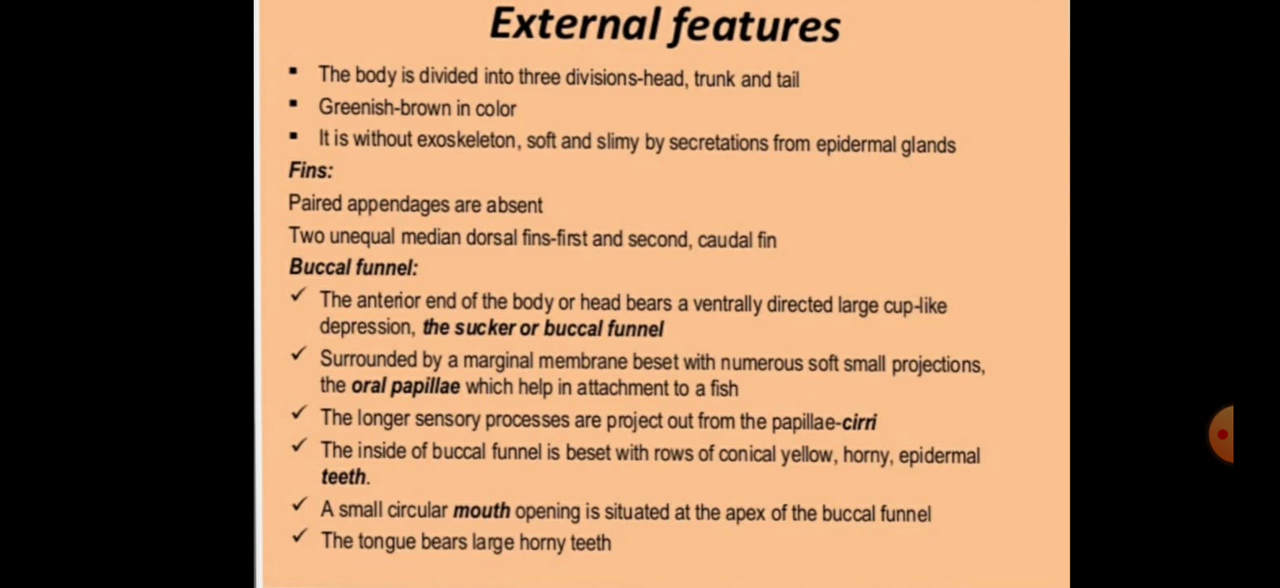 External features
▪ The body is divided into three divisions-head, trunk and tail
▪ Greenish-brown in color
▪ It is without exoskeleton, soft and slimy by secretations from epidermal glands
Fins:
Paired appendages are absent
Two unequal median dorsal fins-first and second, caudal fin
Buccal funnel:
✓ The anterior end of the body or head bears a ventrally directed large cup-like
depression, the sucker or buccal funnel
✓ Surrounded by a marginal membrane beset with numerous soft small projections,
the oral papillae which help in attachment to a fish
✓ The longer sensory processes are project out from the papillae-cirri
✓ The inside of buccal funnel is beset with rows of conical yellow, horny, epidermal
teeth.
✓ A small circular mouth opening is situated at the apex of the buccal funnel
✓ The tongue bears large horny teeth